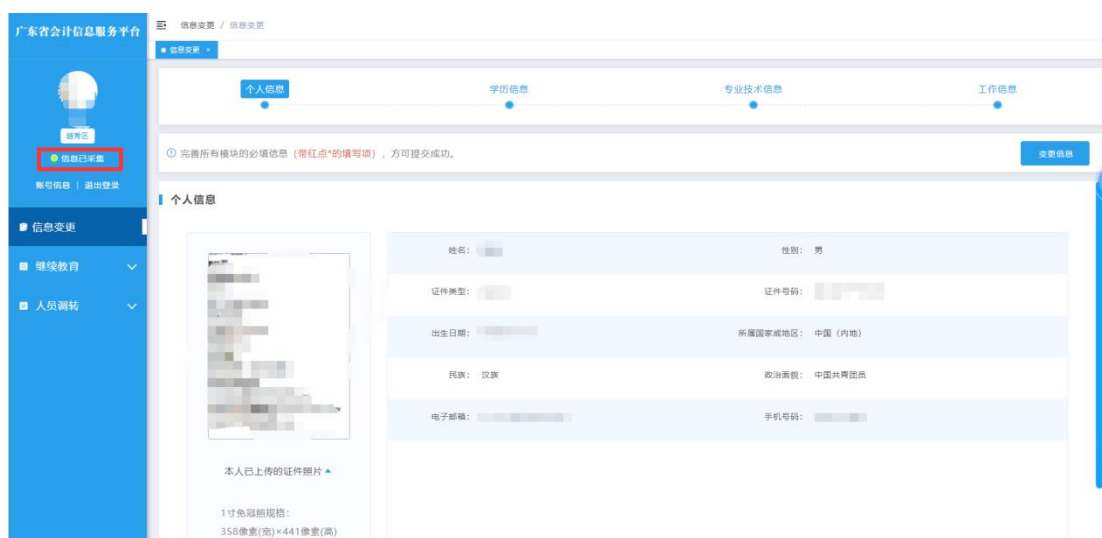 广东省会计信息服务平台
信息变更 / 信息变更
信息变更 ×
越秀区
信息已采集
账号信息 | 退出登录
信息变更
继续教育
人员调转
个人信息
学历信息
专业技术信息
工作信息
完善所有模块的必填信息（带红点*的填写项），方可提交成功。
变更信息
个人信息
姓名：
性别： 男
证件类型：
证件号码：
出生日期：
所属国家或地区： 中国（内地）
民族： 汉族
政治面貌： 中国共青团员
电子邮箱：
手机号码：
本人已上传的证件照片
1寸免冠照规格：
358像素(宽)×441像素(高)